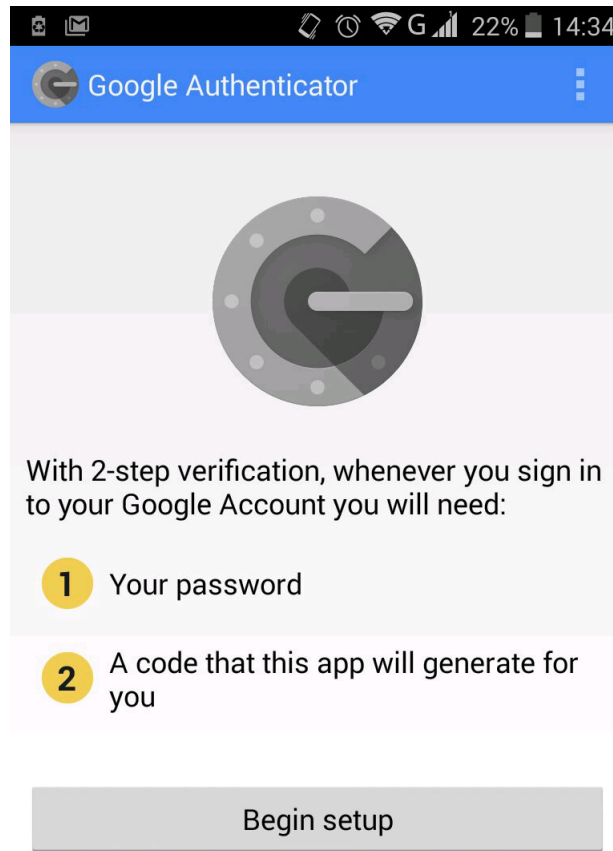 G 22% 14:34
Google Authenticator
With 2-step verification, whenever you sign in
to your Google Account you will need:
1 Your password
2 A code that this app will generate for
you
Begin setup